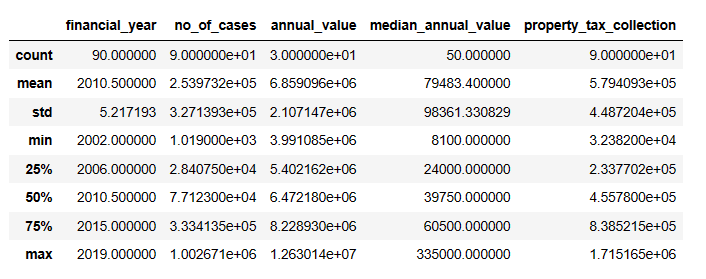 financial_year no_of_cases annual_value median_annual_value property_tax_collection
count 90.000000 9.000000e+01 3.000000e+01 50.000000 9.000000e+01
mean 2010.500000 2.539732e+05 6.859096e+06 79483.400000 5.794093e+05
std 5.217193 3.271393e+05 2.107147e+06 98361.330829 4.487204e+05
min 2002.000000 1.019000e+03 3.991085e+06 8100.000000 3.238200e+04
25% 2006.000000 2.840750e+04 5.402162e+06 24000.000000 2.337702e+05
50% 2010.500000 7.712300e+04 6.472180e+06 39750.000000 4.557800e+05
75% 2015.000000 3.334135e+05 8.228930e+06 60500.000000 8.385215e+05
max 2019.000000 1.002671e+06 1.263014e+07 335000.000000 1.715165e+06